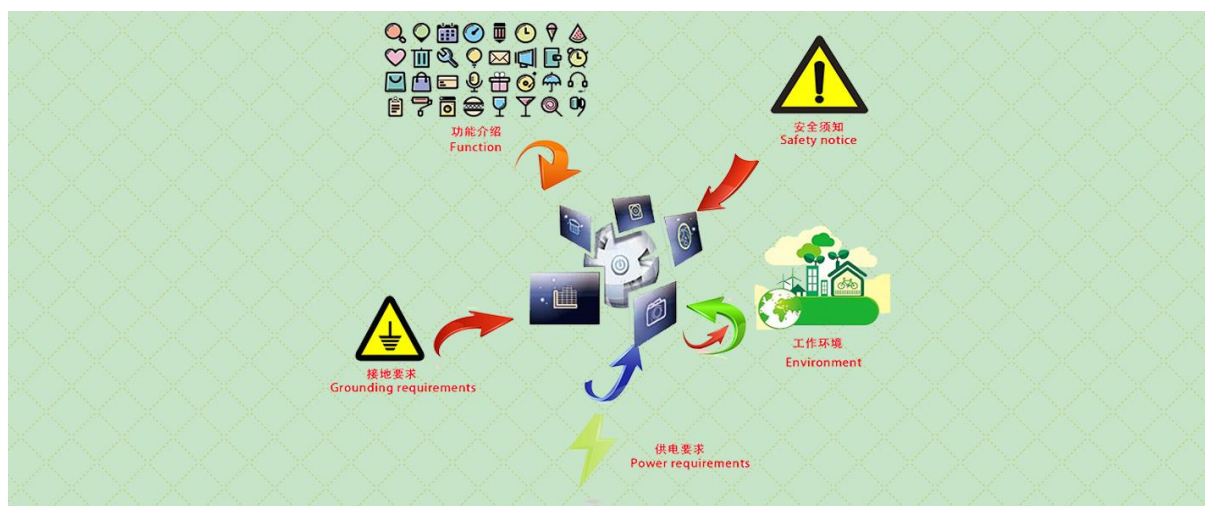 功能介绍
Function
安全须知
Safety notice
工作环境
Environment
接地要求
Grounding requirements
供电要求
Power requirements